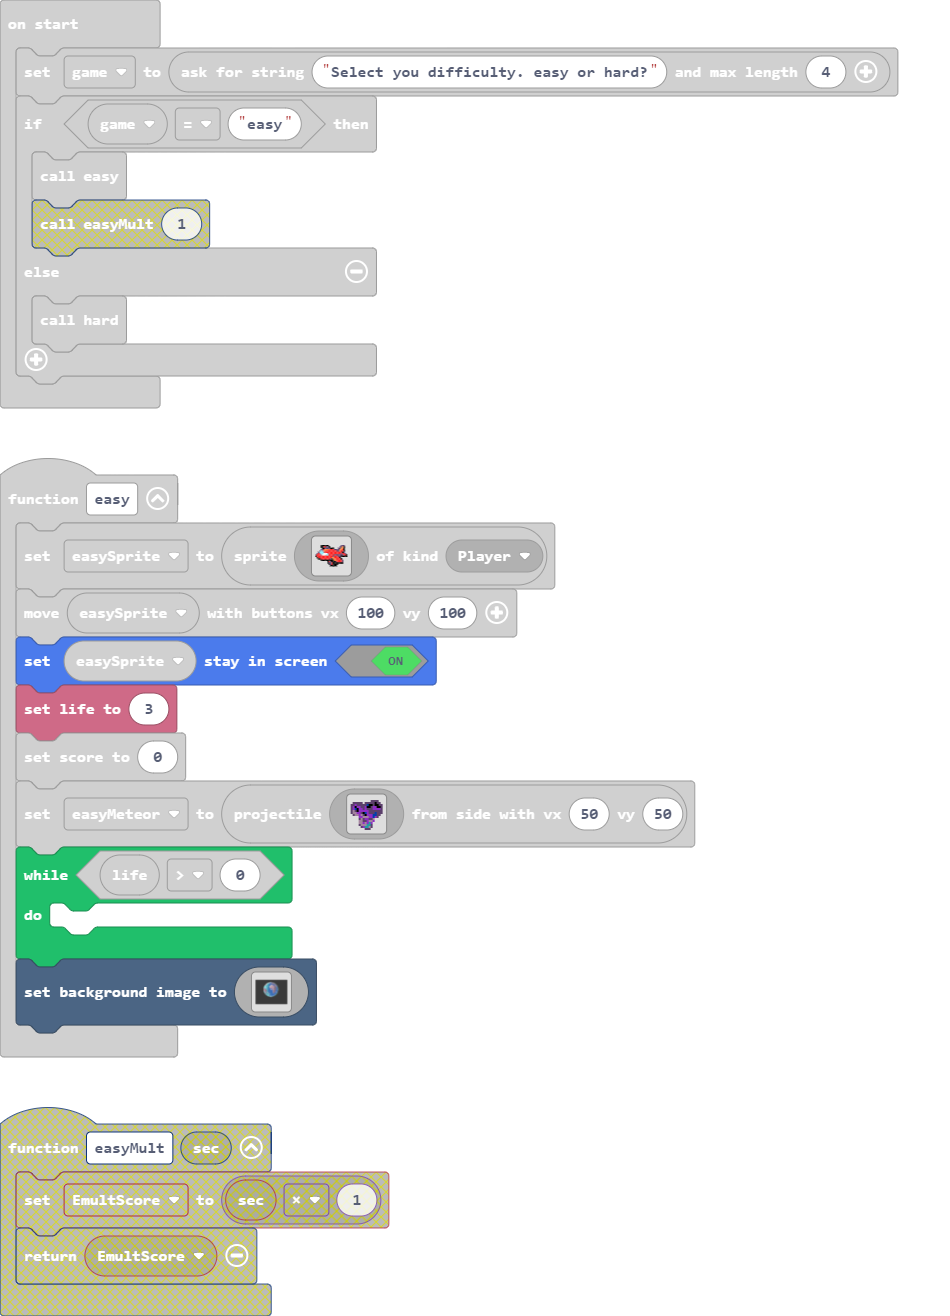 on start
set game to ask for string "Select you difficulty. easy or hard?" and max length 4
if game = "easy" then
call easy
call easyMult 1
else
call hard
function easy
set easySprite to sprite of kind Player
move easySprite with buttons vx 100 vy 100
set easySprite stay in screen ON
set life to 3
set score to 0
set easyMeteor to projectile from side with vx 50 vy 50
while life > 0
do
set background image to
function easyMult sec
set EmultScore to sec × 1
return EmultScore